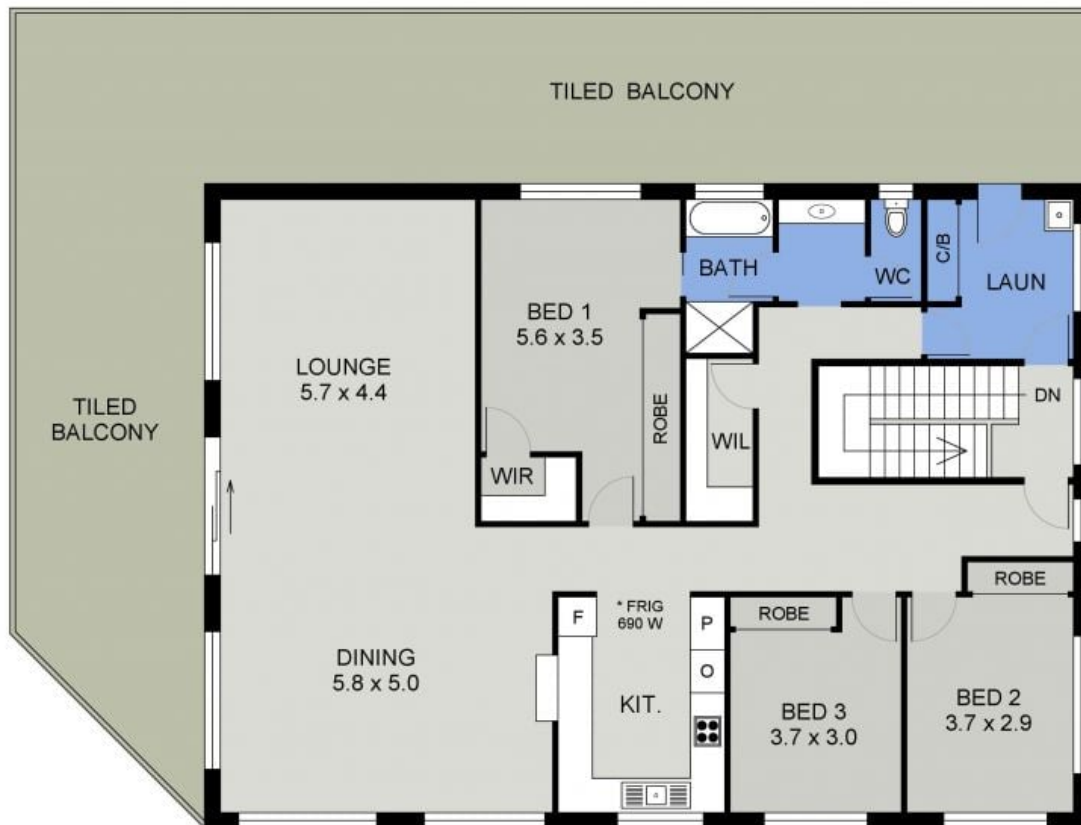 TILED BALCONY
BATH
WC
C/B
LAUN
BED 1
5.6 x 3.5
LOUNGE
5.7 x 4.4
TILED
BALCONY
ROBE
WIR
WIL
DN
ROBE
F
* FRIG
690 W
P
ROBE
O
DINING
5.8 x 5.0
KIT.
BED 3
3.7 x 3.0
BED 2
3.7 x 2.9